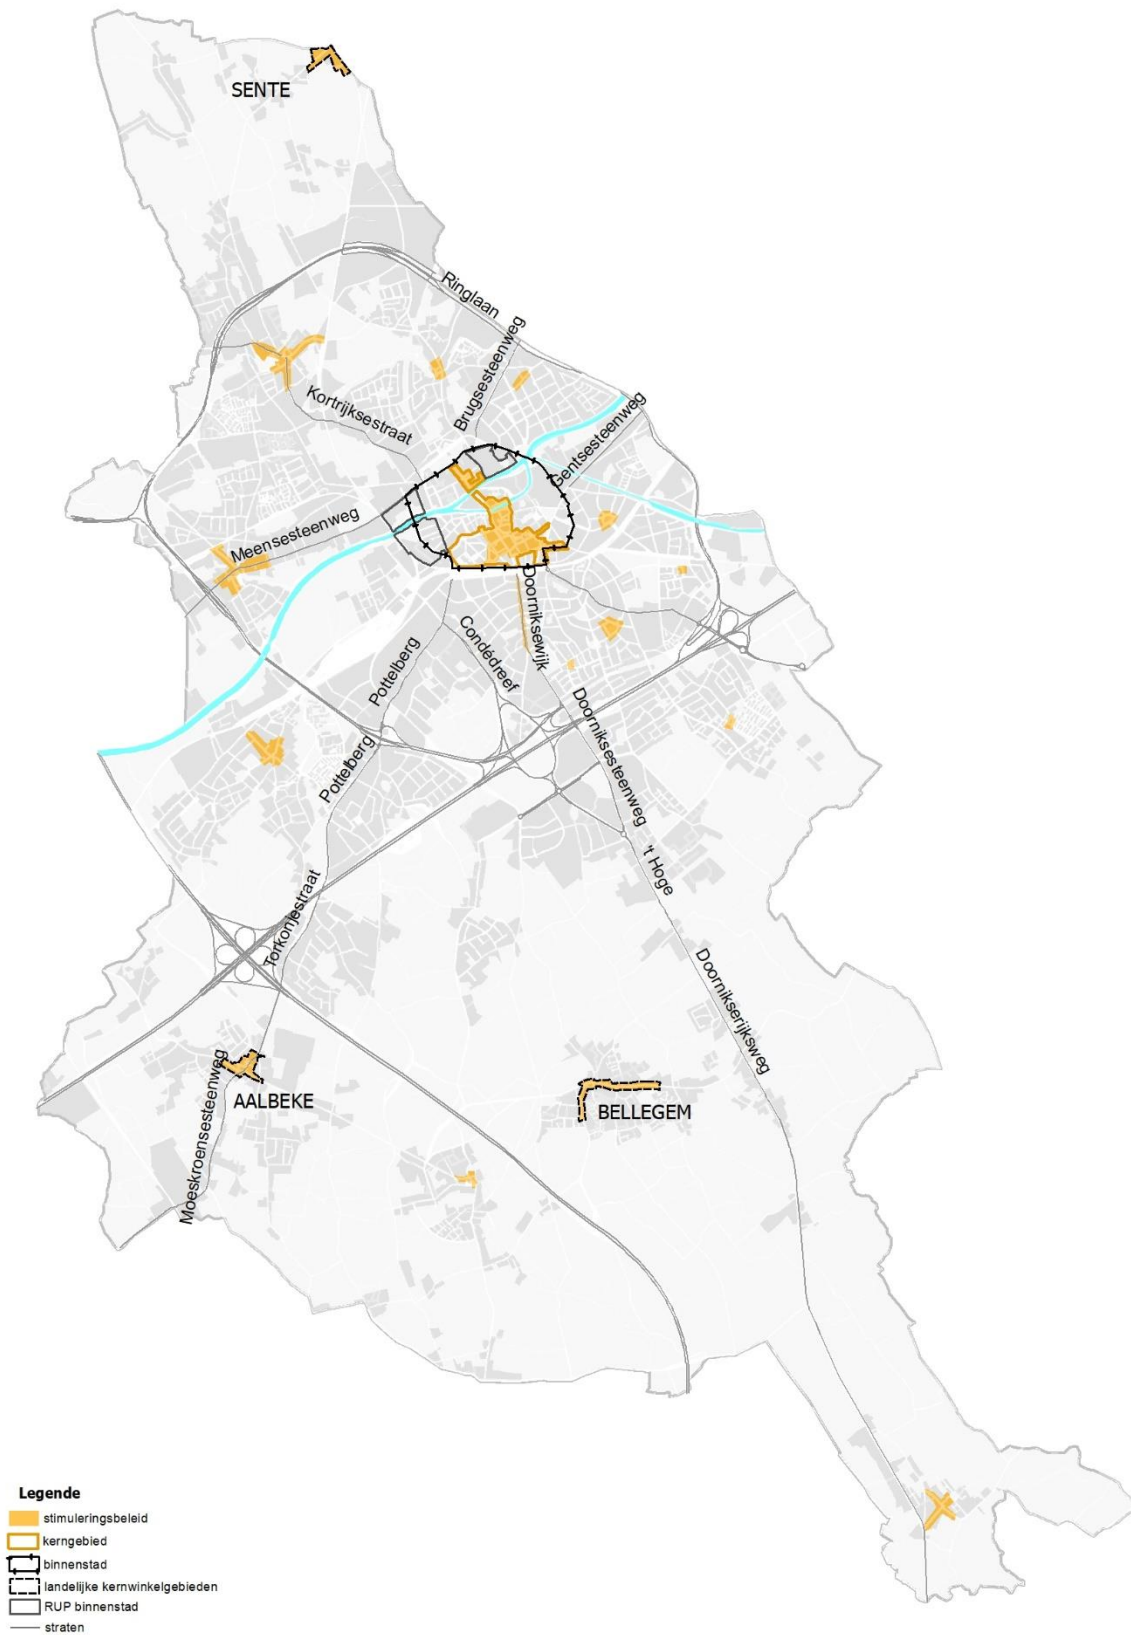 SENTE
Ringlaan
Brugsesteenweg
Kortrijksestraat
Gentsesteenweg
Meensesteenweg
Doorniksewijk
Condédreef
Pottelberg
Doorniksesteenweg
Pottelberg
't Hoge
Torkonjestraat
Doornikserijksweg
Moeskroensesteenweg
AALBEKE
BELLEGEM
Legende
stimuleringsbeleid
kerngebied
binnenstad
landelijke kernwinkelgebieden
RUP binnenstad
straten